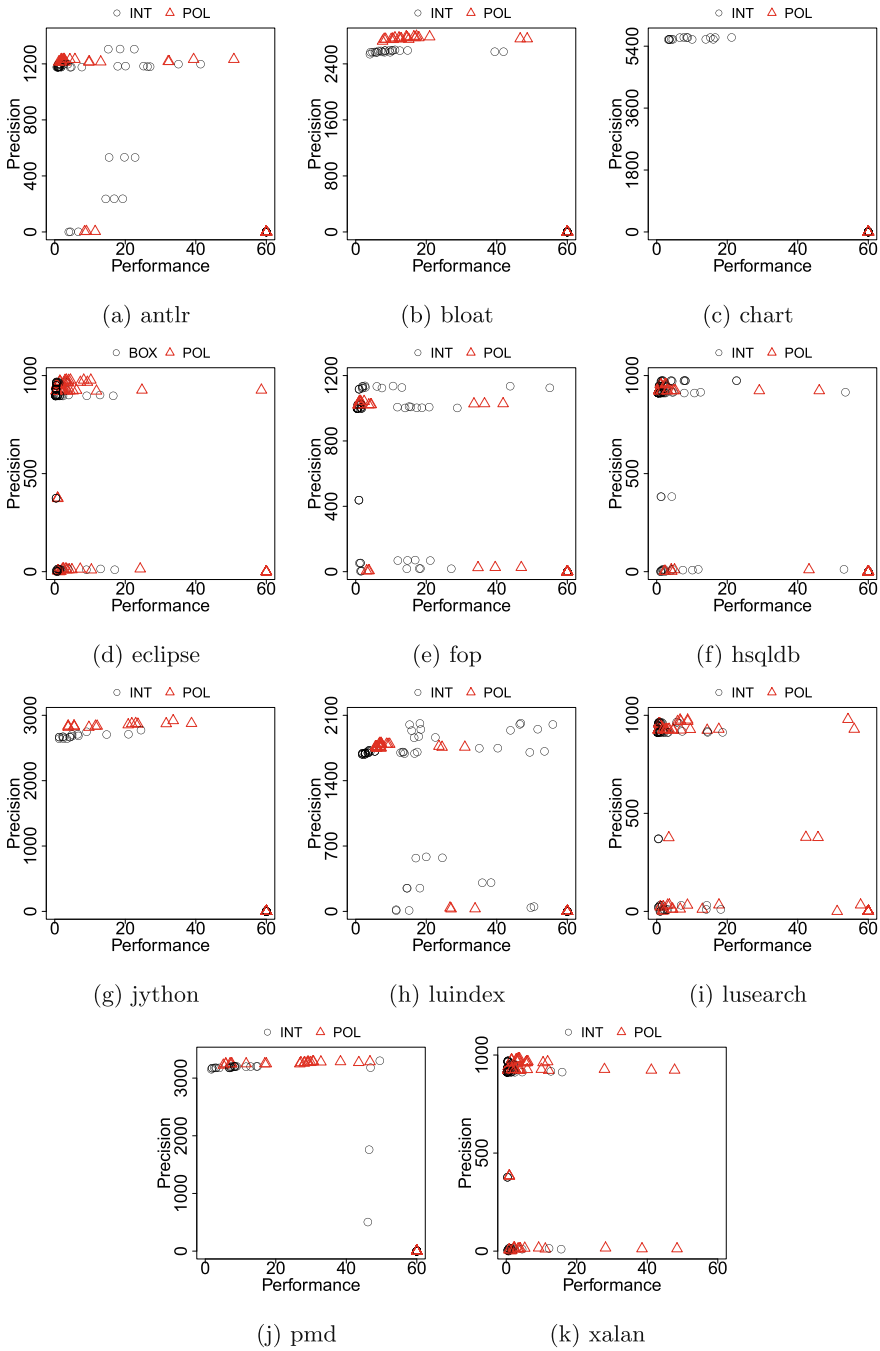 INT POL INT POL INT POL
Precision 0 400 800 1200
0 20 40 60
Performance
Precision 0 800 1600 2400
0 20 40 60
Performance
Precision 0 1800 3600 5400
0 20 40 60
Performance
(a) antlr (b) bloat (c) chart
BOX POL INT POL INT POL
Precision 0 500 1000
0 20 40 60
Performance
Precision 0 400 800 1200
0 20 40 60
Performance
Precision 0 500 1000
0 20 40 60
Performance
(d) eclipse (e) fop (f) hsqldb
INT POL INT POL INT POL
Precision 0 1000 2000 3000
0 20 40 60
Performance
Precision 0 700 1400 2100
0 20 40 60
Performance
Precision 0 500 1000
0 20 40 60
Performance
(g) jython (h) luindex (i) lusearch
INT POL INT POL
Precision 0 1000 2000 3000
0 20 40 60
Performance
Precision 0 500 1000
0 20 40 60
Performance
(j) pmd (k) xalan